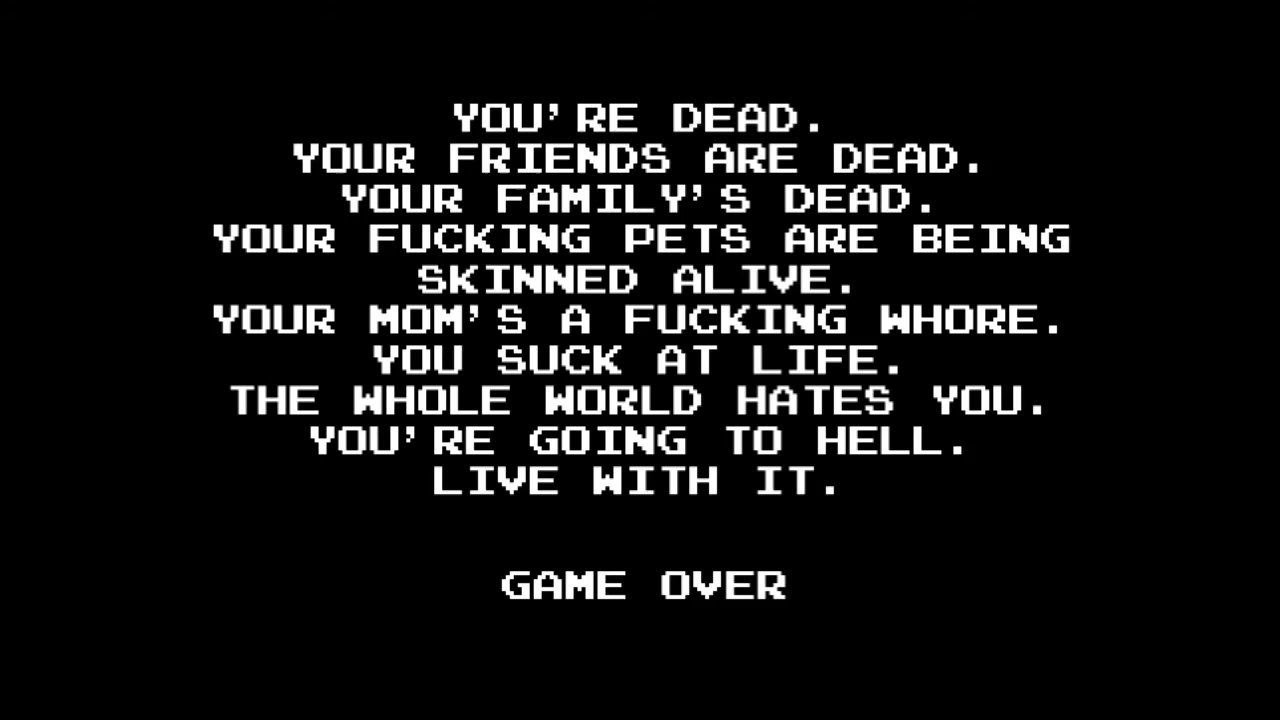 YOU'RE DEAD.
YOUR FRIENDS ARE DEAD.
YOUR FAMILY'S DEAD.
YOUR FUCKING PETS ARE BEING
SKINNED ALIVE.
YOUR MOM'S A FUCKING WHORE.
YOU SUCK AT LIFE.
THE WHOLE WORLD HATES YOU.
YOU'RE GOING TO HELL.
LIVE WITH IT.
GAME OVER